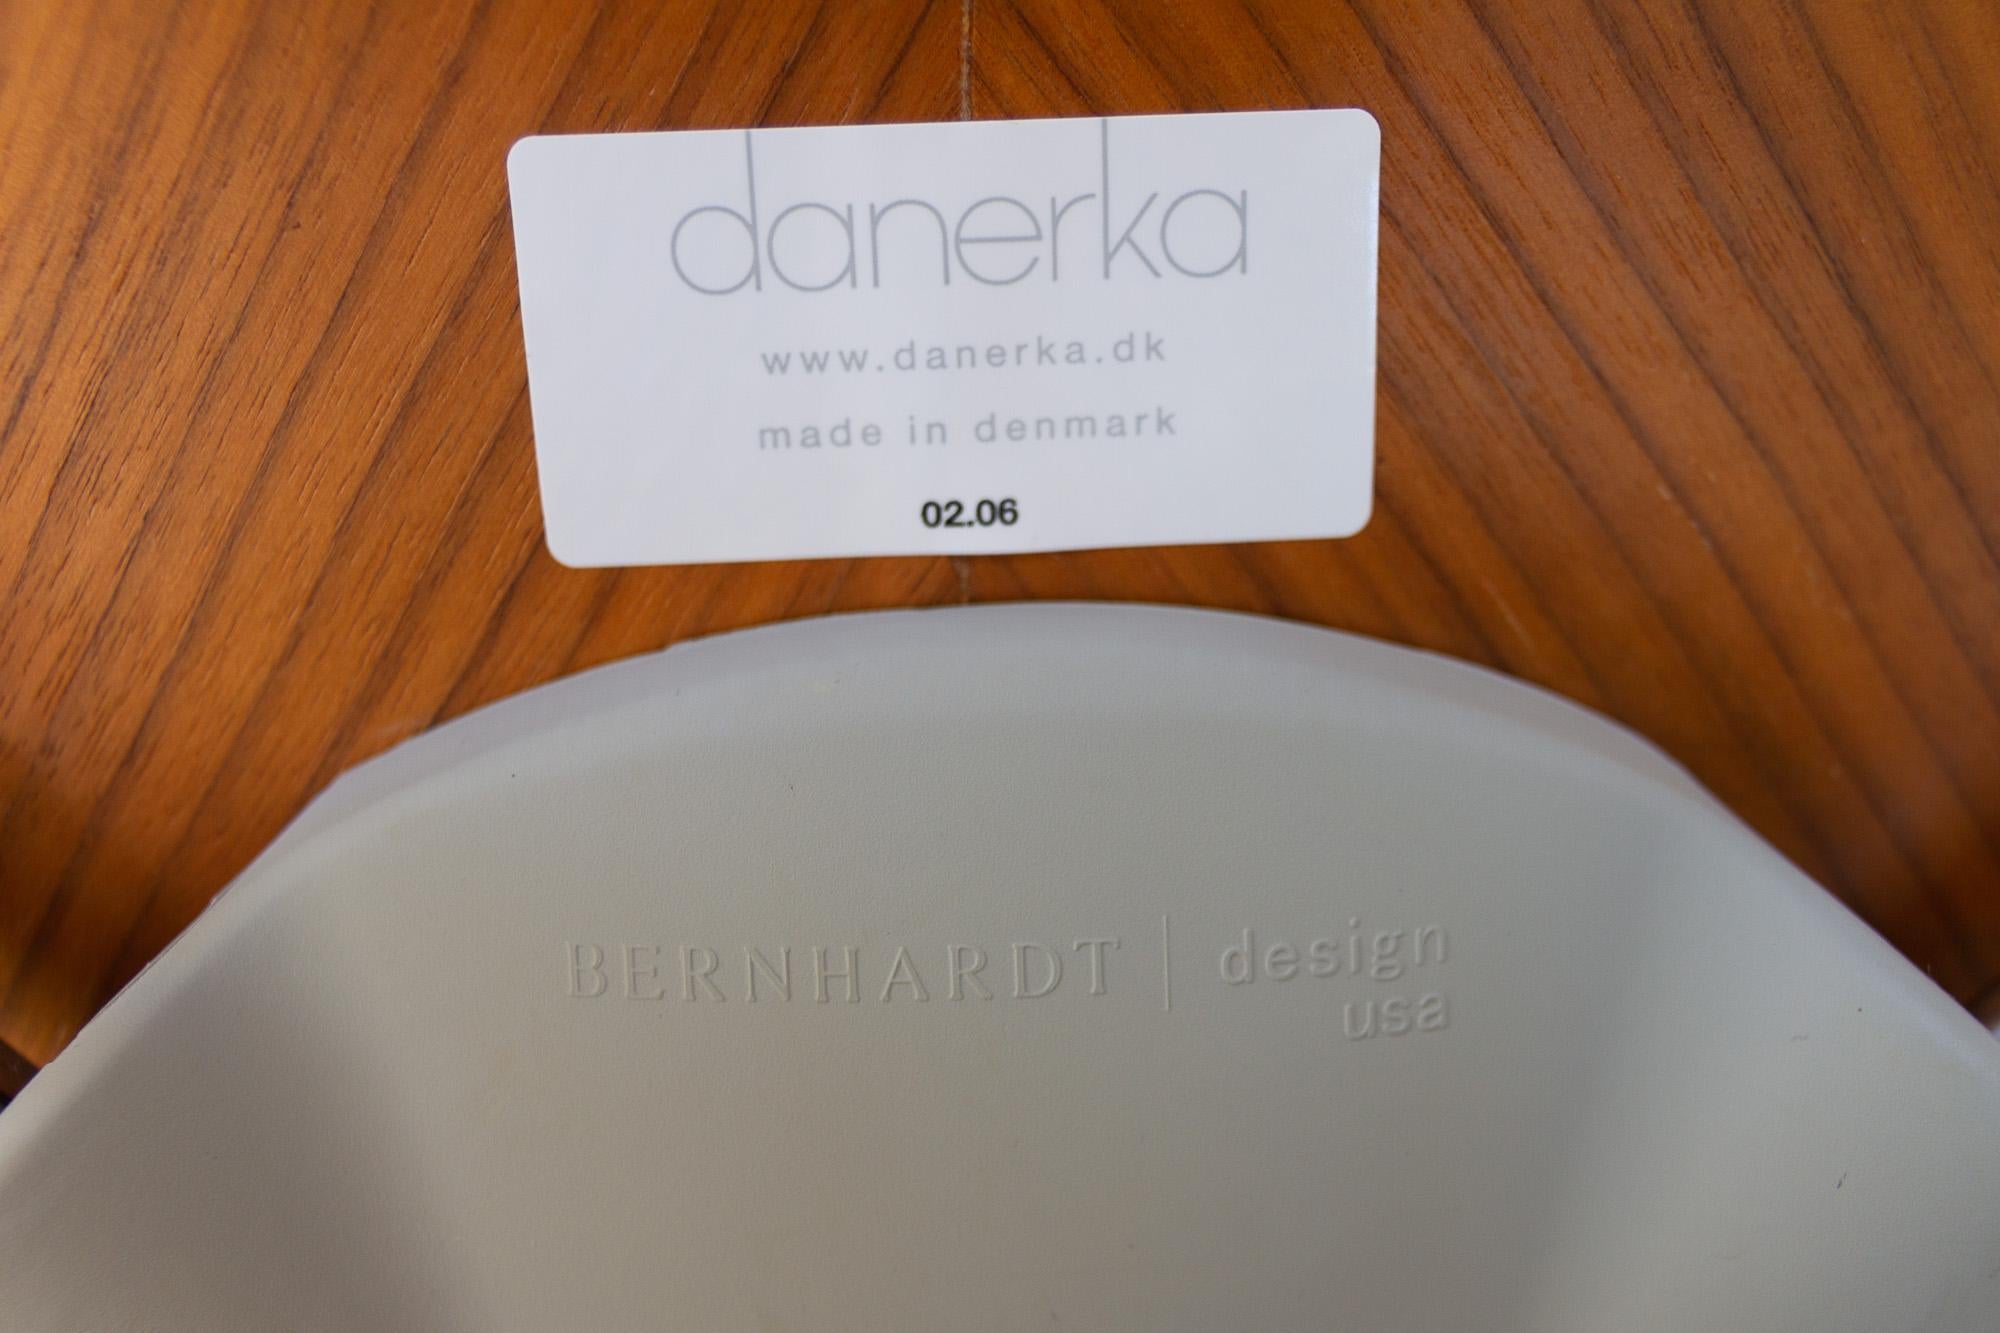 danerka
www.danerka.dk
made in denmark
02.06
BERNHARDT | design
usa